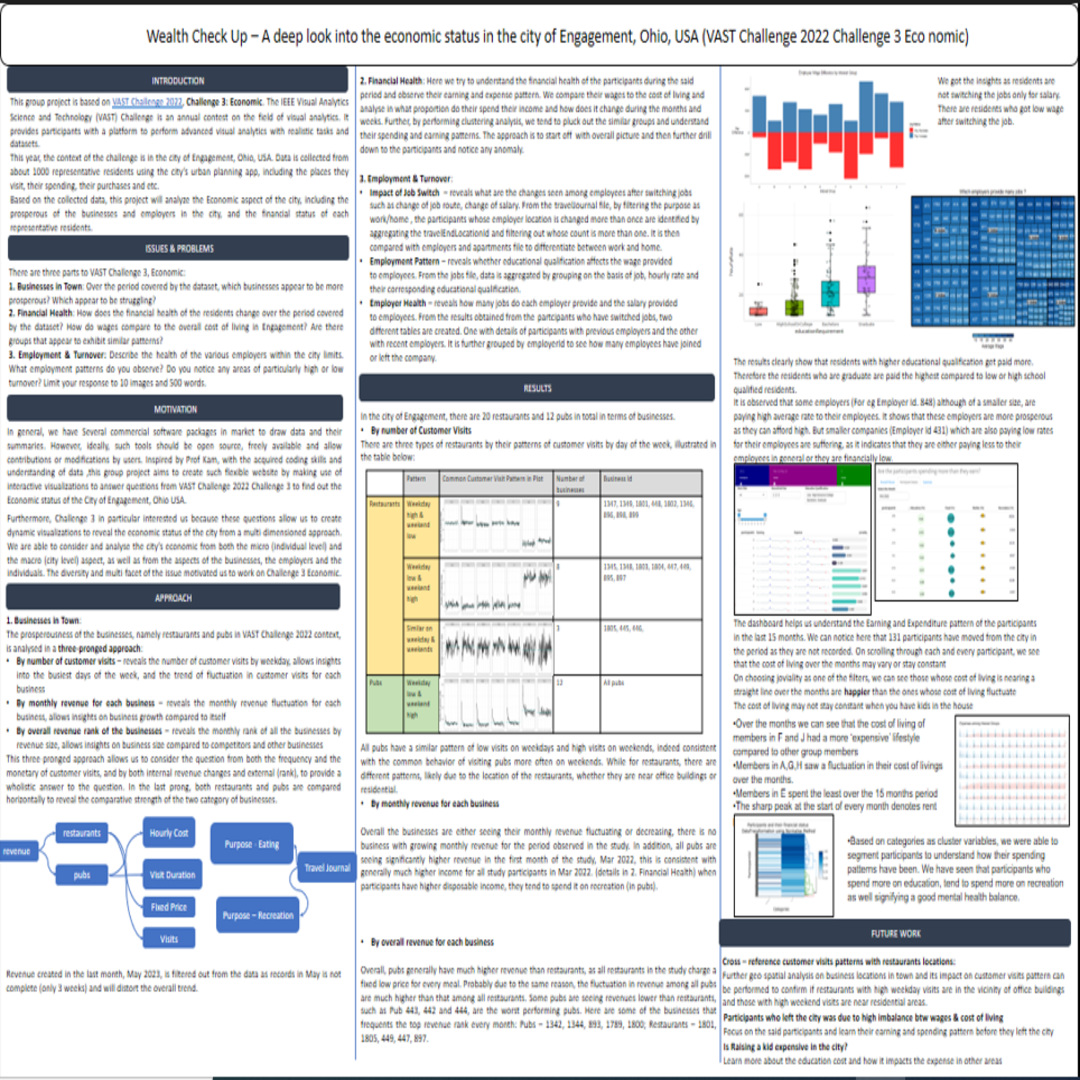 Wealth Check Up – A deep look into the economic status in the city of Engagement, Ohio, USA (VAST Challenge 2022 Challenge 3 Eco nomic)
INTRODUCTION
This group project is based on VAST Challenge 2022, Challenge 3: Economic. The IEEE Visual Analytics
Science and Technology (VAST) Challenge is an annual contest on the field of visual analytics. It
provides participants with a platform to perform advanced visual analytics with realistic tasks and
datasets.
This year, the context of the challenge is in the city of Engagement, Ohio, USA. Data is collected from
about 1000 representative residents using the city's urban planning app, including the places they
visit, their spending, their purchases and etc.
Based on the collected data, this project will analyze the Economic aspect of the city, including the
prosperous of the businesses and employers in the city, and the financial status of each
representative residents.
ISSUES & PROBLEMS
There are three parts to VAST Challenge 3, Economic:
1. Businesses in Town: Over the period covered by the dataset, which businesses appear to be more
prosperous? Which appear to be struggling?
2. Financial Health: How does the financial health of the residents change over the period covered
by the dataset? How do wages compare to the overall cost of living in Engagement? Are there
groups that appear to exhibit similar patterns?
3. Employment & Turnover: Describe the health of the various employers within the city limits.
What employment patterns do you observe? Do you notice any areas of particularly high or low
turnover? Limit your response to 10 images and 500 words.
MOTIVATION
In general, we have Several commercial software packages in market to draw data and their
summaries. However, ideally, such tools should be open source, freely available and allow
contributions or modifications by users. Inspired by Prof Kam, with the acquired coding skills and
understanding of data ,this group project aims to create such flexible website by making use of
interactive visualizations to answer questions from VAST Challenge 2022 Challenge 3 to find out the
Economic status of the City of Engagement, Ohio USA.
Furthermore, Challenge 3 in particular interested us because these questions allow us to create
dynamic visualizations to reveal the economic status of the city from a multi dimensioned approach.
We are able to consider and analyse the city's economic from both the micro (individual level) and
the macro (city level) aspect, as well as from the aspects of the businesses, the employers and the
individuals. The diversity and multi facet of the issue motivated us to work on Challenge 3 Economic.
APPROACH
1. Businesses in Town:
The prosperousness of the businesses, namely restaurants and pubs in VAST Challenge 2022 context,
is analysed in a three-pronged approach:
• By number of customer visits – reveals the number of customer visits by weekday, allows insights
into the busiest days of the week, and the trend of fluctuation in customer visits for each
business
• By monthly revenue for each business – reveals the monthly revenue fluctuation for each
business, allows insights on business growth compared to itself
• By overall revenue rank of the businesses – reveals the monthly rank of all the businesses by
revenue size, allows insights on business size compared to competitors and other businesses
This three pronged approach allows us to consider the question from both the frequency and the
monetary of customer visits, and by both internal revenue changes and external (rank), to provide a
wholistic answer to the question. In the last prong, both restaurants and pubs are compared
horizontally to reveal the comparative strength of the two category of businesses.
revenue
restaurants
pubs
Hourly Cost
Visit Duration
Fixed Price
Visits
Purpose - Eating
Purpose – Recreation
Travel Journal
Revenue created in the last month, May 2023, is filtered out from the data as records in May is not
complete (only 3 weeks) and will distort the overall trend.
2. Financial Health: Here we try to understand the financial health of the participants during the said
period and observe their earning and expense pattern. We compare their wages to the cost of living and
analyse in what proportion do their spend their income and how does it change during the months and
weeks. Further, by performing clustering analysis, we tend to pluck out the similar groups and understand
their spending and earning patterns. The approach is to start off with overall picture and then further drill
down to the participants and notice any anomaly.
3. Employment & Turnover:
• Impact of Job Switch – reveals what are the changes seen among employees after switching jobs
such as change of job route, change of salary. From the travelJournal file, by filtering the purpose as
work/home , the participants whose employer location is changed more than once are identified by
aggregating the travelEndLocationId and filtering out whose count is more than one. It is then
compared with employers and apartments file to differentiate between work and home.
• Employment Pattern – reveals whether educational qualification affects the wage provided
to employees. From the jobs file, data is aggregated by grouping on the basis of job, hourly rate and
their corresponding educational qualification.
• Employer Health – reveals how many jobs do each employer provide and the salary provided
to employees. From the results obtained from the participants who have switched jobs, two
different tables are created. One with details of participants with previous employers and the other
with recent employers. It is further grouped by employerid to see how many employees have joined
or left the company.
RESULTS
In the city of Engagement, there are 20 restaurants and 12 pubs in total in terms of businesses.
• By number of Customer Visits
There are three types of restaurants by their patterns of customer visits by day of the week, illustrated in
the table below:
Pattern Common Customer Visit Pattern in Plot Number of businesses Business Id
Restaurants Weekday high & weekend low
Weekday low & weekend high 8
Similar on weekday & weekends 3 1805, 445, 446,
Pubs Weekday low & weekend high 12 All pubs
All pubs have a similar pattern of low visits on weekdays and high visits on weekends, indeed consistent
with the common behavior of visiting pubs more often on weekends. While for restaurants, there are
different patterns, likely due to the location of the restaurants, whether they are near office buildings or
residential.
• By monthly revenue for each business
Overall the businesses are either seeing their monthly revenue fluctuating or decreasing, there is no
business with growing monthly revenue for the period observed in the study. In addition, all pubs are
seeing significantly higher revenue in the first month of the study, Mar 2022, this is consistent with
generally much higher income for all study participants in Mar 2022. (details in 2. Financial Health) when
participants have higher disposable income, they tend to spend it on recreation (in pubs).
• By overall revenue for each business
Overall, pubs generally have much higher revenue than restaurants, as all restaurants in the study charge a
fixed low price for every meal. Probably due to the same reason, the fluctuation in revenue among all pubs
are much higher than that among all restaurants. Some pubs are seeing revenues lower than restaurants,
such as Pub 443, 442 and 444, are the worst performing pubs. Here are some of the businesses that
frequents the top revenue rank every month: Pubs – 1342, 1344, 893, 1789, 1800; Restaurants – 1801,
1805, 449, 447, 897.
We got the insights as residents are
not switching the jobs only for salary.
There are residents who got low wage
after switching the job.
Which employers provide many jobs ?
educationRequirement
Average Wage
The results clearly show that residents with higher educational qualification get paid more.
Therefore the residents who are graduate are paid the highest compared to low or high school
qualified residents.
It is observed that some employers (For eg Employer Id. 848) although of a smaller size, are
paying high average rate to their employees. It shows that these employers are more prosperous
as they can afford high. But smaller companies (Employer Id 431) which are also paying low rates
for their employees are suffering, as it indicates that they are either paying less to their
employees in general or they are financially low.
The dashboard helps us understand the Earning and Expenditure pattern of the participants
in the last 15 months. We can notice here that 131 participants have moved from the city in
the period as they are not recorded. On scrolling through each and every participant, we see
that the cost of living over the months may vary or stay constant
On choosing joviality as one of the filters, we can see those whose cost of living is nearing a
straight line over the months are happier than the ones whose cost of living fluctuate
The cost of living may not stay constant when you have kids in the house
•Over the months we can see that the cost of living of
members in F and J had a more 'expensive' lifestyle
compared to other group members
•Members in A,G,H saw a fluctuation in their cost of livings
over the months.
•Members in E spent the least over the 15 months period
•The sharp peak at the start of every month denotes rent
•Based on categories as cluster variables, we were able to
segment participants to understand how their spending
patterns have been. We have seen that participants who
spend more on education, tend to spend more on recreation
as well signifying a good mental health balance.
FUTURE WORK
Cross – reference customer visits patterns with restaurants locations:
Further geo spatial analysis on business locations in town and its impact on customer visits pattern can
be performed to confirm if restaurants with high weekday visits are in the vicinity of office buildings
and those with high weekend visits are near residential areas.
Participants who left the city was due to high imbalance btw wages & cost of living
Focus on the said participants and learn their earning and spending pattern before they left the city
Is Raising a kid expensive in the city?
Learn more about the education cost and how it impacts the expense in other areas